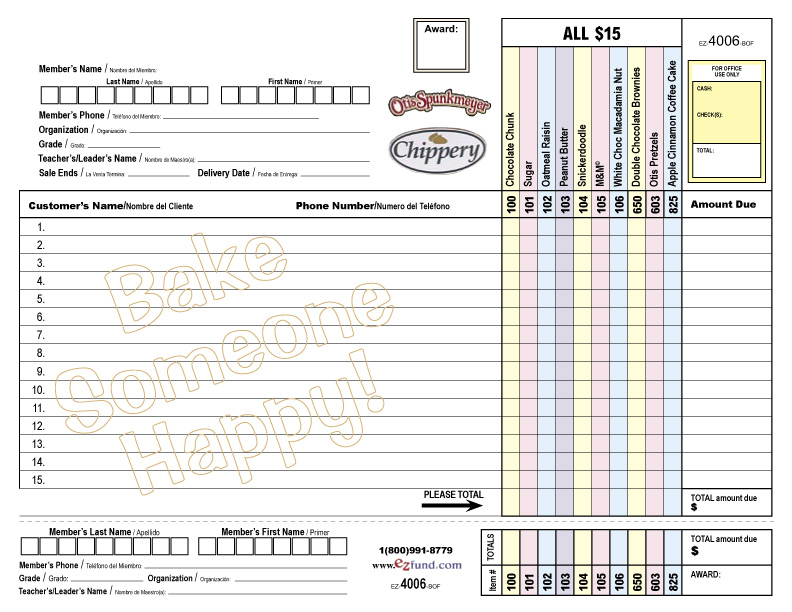 Award:
ALL $15
EZ-4006-BOF
FOR OFFICE
USE ONLY
CASH:
CHECK(S):
TOTAL:
Member's Name / Nombre del Miembro:
Last Name / Apellido
First Name / Primer
Member's Phone / Teléfono del Miembro:
Organization / Organización:
Grade / Grado:
Teacher's/Leader's Name / Nombre de Maestro(a):
Sale Ends / La Venta Termina:
Delivery Date / Fecha de Entrega:
Otis Spunkmeyer
Chippery
Chocolate Chunk
Sugar
Oatmeal Raisin
Peanut Butter
Snickerdoodle
M&M®
White Choc Macadamia Nut
Double Chocolate Brownies
Otis Pretzels
Apple Cinnamon Coffee Cake
Customer's Name/Nombre del Cliente
Phone Number/Numero del Teléfono
100 101 102 103 104 105 106 650 603 825
Amount Due
1.
2.
3.
4.
5.
6.
7.
8.
9.
10.
11.
12.
13.
14.
15.
Bake
Someone
Happy!
PLEASE TOTAL
TOTAL amount due
$
Member's Last Name / Apellido
Member's First Name / Primer
Member's Phone / Teléfono del Miembro:
Grade / Grado:
Organization / Organización:
Teacher's/Leader's Name / Nombre de Maestro(a):
1(800)991-8779
www.ezfund.com
EZ-4006-BOF
TOTALS
Item #
100 101 102 103 104 105 106 650 603 825
TOTAL amount due
$
AWARD: